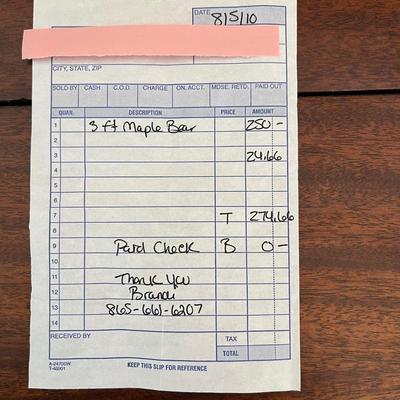 DATE 8/5/10
CITY, STATE, ZIP
SOLD BY CASH C.O.D. CHARGE ON. ACCT. MDSE. RETD. PAID OUT
QUAN. DESCRIPTION PRICE AMOUNT
1 3 ft Maple Bear 250 -
2
3 24.66
4
5
6
7 T 274.66
8
9 Paid Check B 0 -
10
11 Thank You
12 Brandi
13 865-661-6207
14
RECEIVED BY TAX
TOTAL
A-2470GW
T-46901 KEEP THIS SLIP FOR REFERENCE